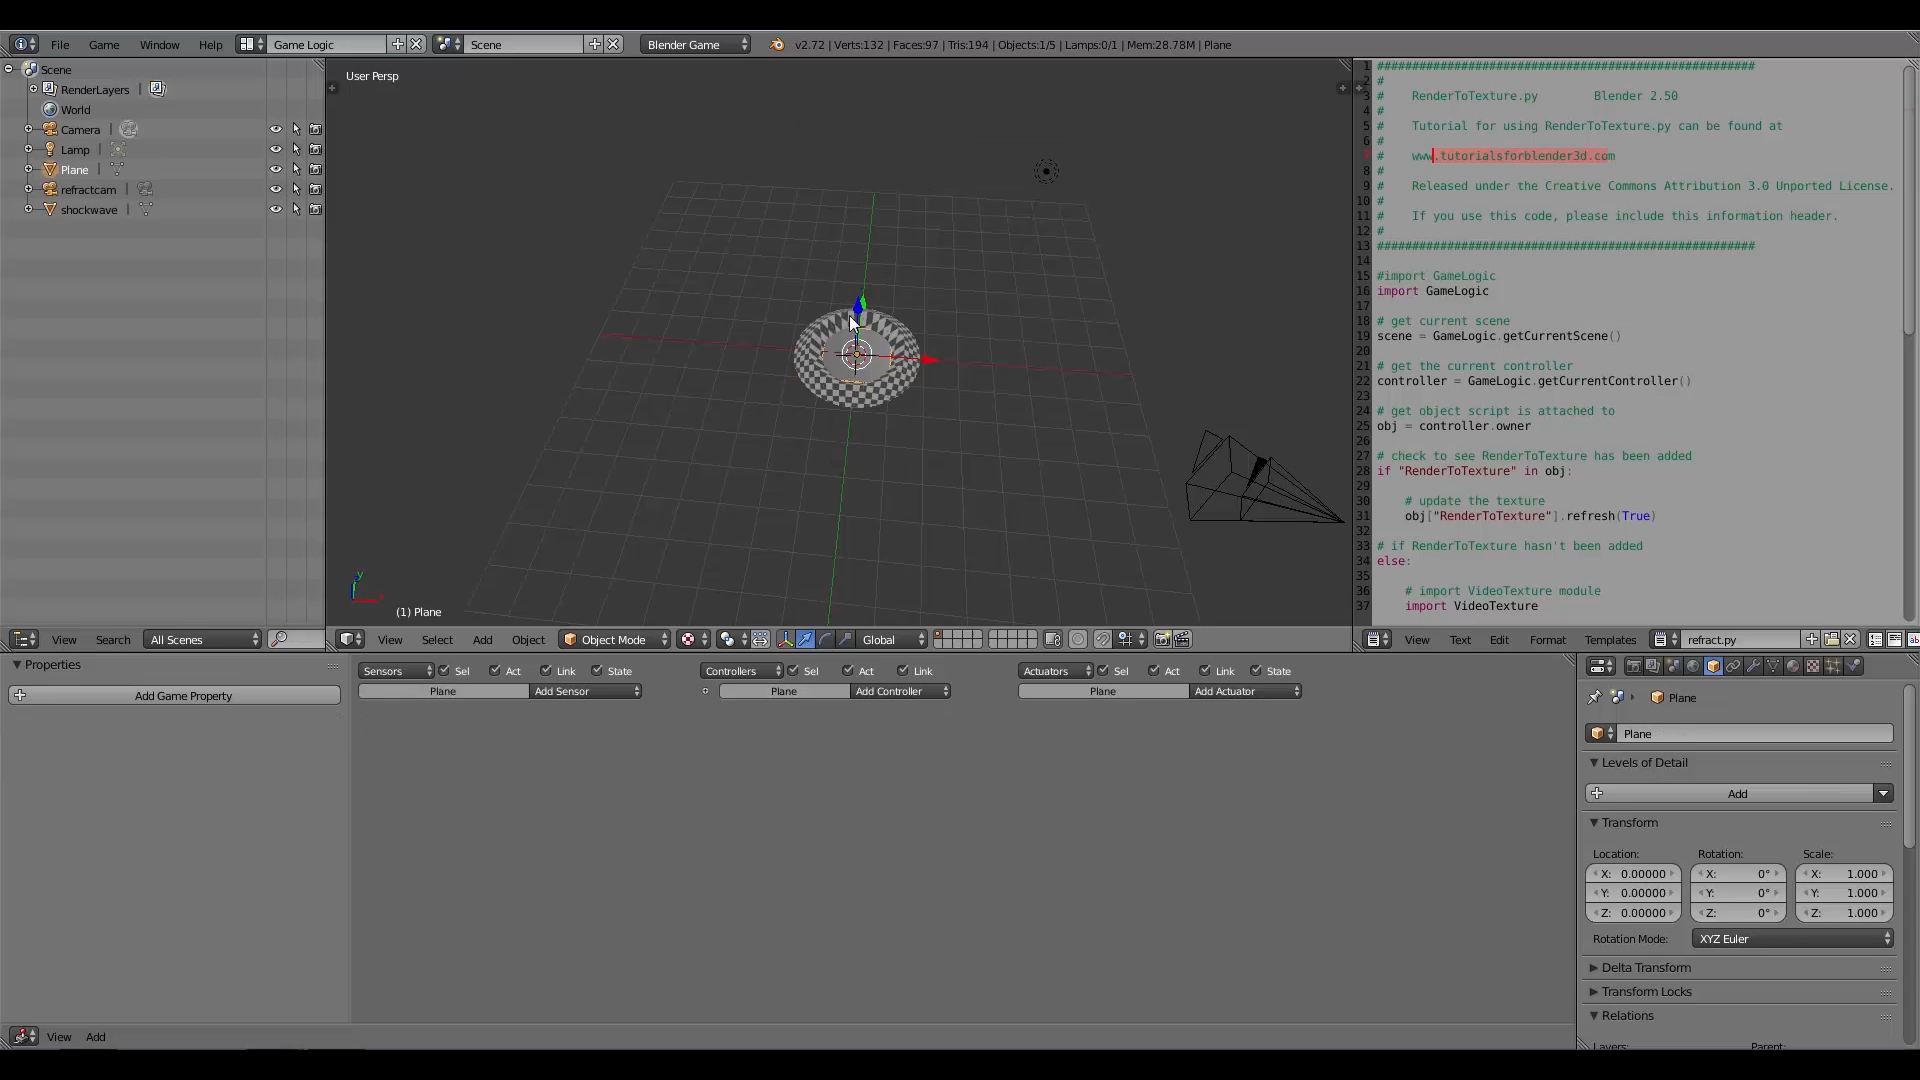 File Game Window Help Game Logic Scene Blender Game v2.72 | Verts:132 | Faces:97 | Tris:194 | Objects:1/5 | Lamps:0/1 | Mem:28.78M | Plane
Scene
RenderLayers |
World
Camera |
Lamp |
Plane |
refractcam |
shockwave |
User Persp
(1) Plane
1 ######################################################
2 #
3 # RenderToTexture.py Blender 2.50
4 #
5 # Tutorial for using RenderToTexture.py can be found at
6 #
7 # www.tutorialsforblender3d.com
8 #
9 # Released under the Creative Commons Attribution 3.0 Unported License.
10 #
11 # If you use this code, please include this information header.
12 #
13 ######################################################
14
15 #import GameLogic
16 import GameLogic
17
18 # get current scene
19 scene = GameLogic.getCurrentScene()
20
21 # get the current controller
22 controller = GameLogic.getCurrentController()
23
24 # get object script is attached to
25 obj = controller.owner
26
27 # check to see RenderToTexture has been added
28 if "RenderToTexture" in obj:
29
30 # update the texture
31 obj["RenderToTexture"].refresh(True)
32
33 # if RenderToTexture hasn't been added
34 else:
35
36 # import VideoTexture module
37 import VideoTexture
View Search All Scenes
View Select Add Object Object Mode Global
View Text Edit Format Templates refract.py
Properties
Add Game Property
Sensors Sel Act Link State Controllers Sel Act Link Actuators Sel Act Link State
Plane Add Sensor Plane Add Controller Plane Add Actuator
Plane
Plane
Levels of Detail
Add
Transform
Location: Rotation: Scale:
X: 0.00000 X: 0° X: 1.000
Y: 0.00000 Y: 0° Y: 1.000
Z: 0.00000 Z: 0° Z: 1.000
Rotation Mode: XYZ Euler
Delta Transform
Transform Locks
Relations
Layers: Parent:
View Add